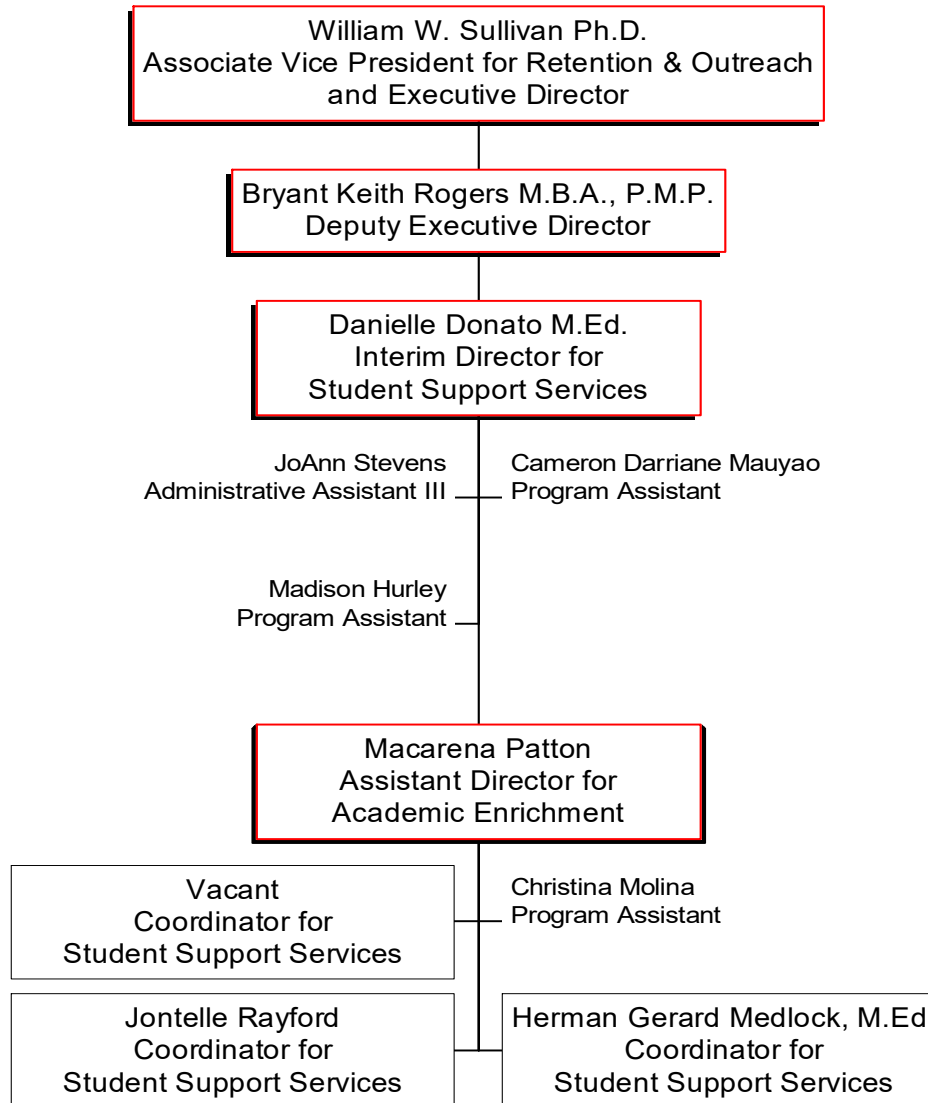 William W. Sullivan Ph.D.
Associate Vice President for Retention & Outreach
and Executive Director
Bryant Keith Rogers M.B.A., P.M.P.
Deputy Executive Director
Danielle Donato M.Ed.
Interim Director for
Student Support Services
JoAnn Stevens
Administrative Assistant III
Cameron Darriane Mauyao
Program Assistant
Madison Hurley
Program Assistant
Macarena Patton
Assistant Director for
Academic Enrichment
Vacant
Coordinator for
Student Support Services
Christina Molina
Program Assistant
Jontelle Rayford
Coordinator for
Student Support Services
Herman Gerard Medlock, M.Ed
Coordinator for
Student Support Services